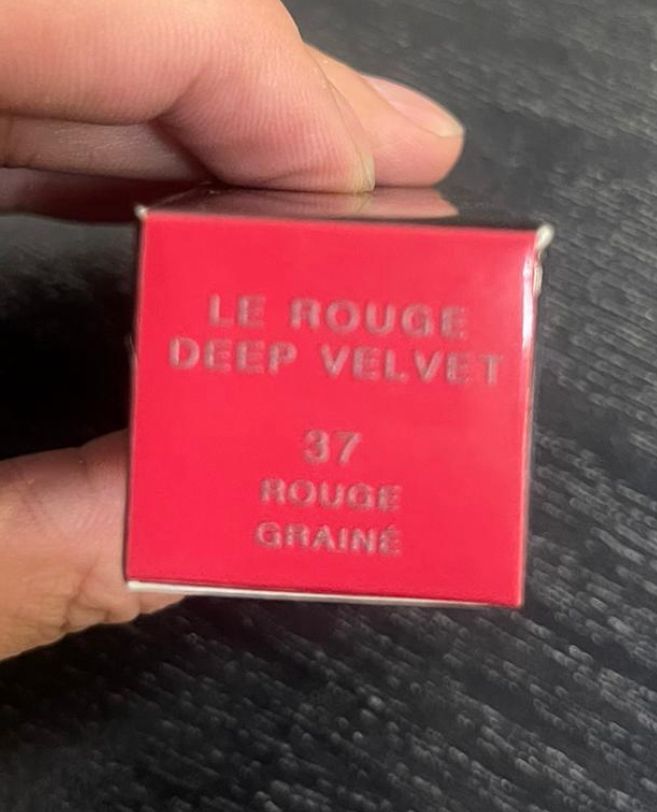 LE ROUGE
DEEP VELVET
37
ROUGE
GRAINÉ